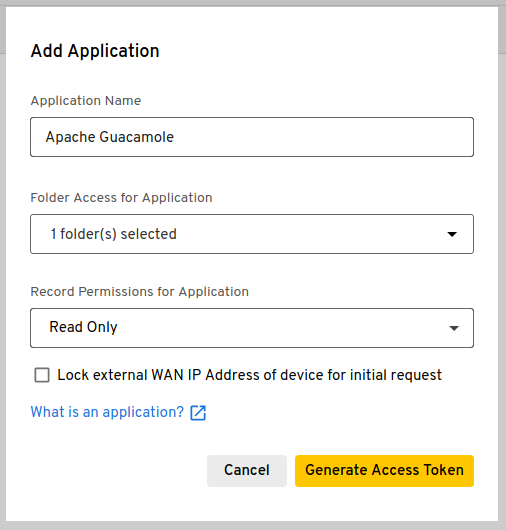 Add Application
Application Name
Apache Guacamole
Folder Access for Application
1 folder(s) selected
Record Permissions for Application
Read Only
Lock external WAN IP Address of device for initial request
What is an application?
Cancel
Generate Access Token